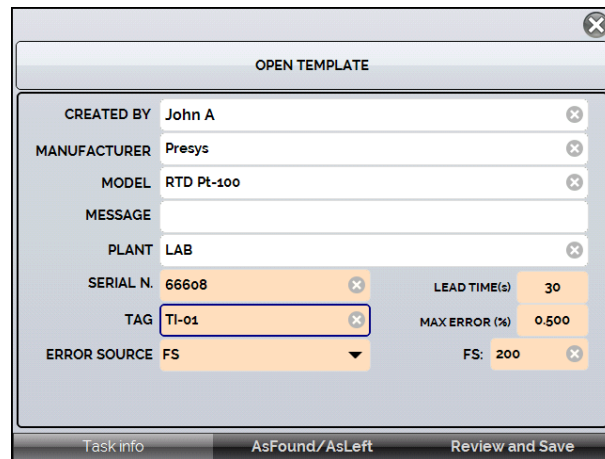 OPEN TEMPLATE
CREATED BY John A
MANUFACTURER Presys
MODEL RTD Pt-100
MESSAGE
PLANT LAB
SERIAL N. 66608 LEAD TIME(s) 30
TAG TI-01 MAX ERROR (%) 0.500
ERROR SOURCE FS FS: 200
Task info AsFound/AsLeft Review and Save